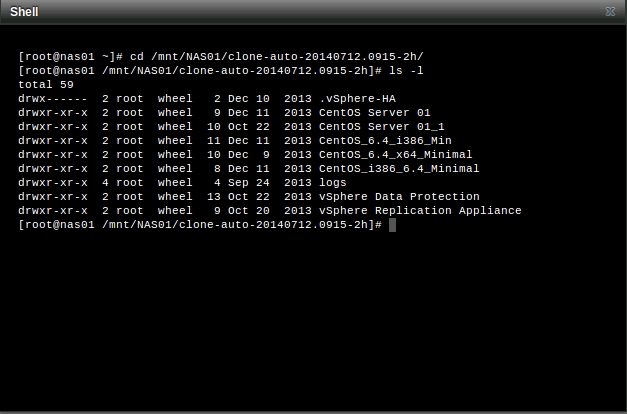 Shell
[root@nas01 ~]# cd /mnt/NAS01/clone-auto-20140712.0915-2h/
[root@nas01 /mnt/NAS01/clone-auto-20140712.0915-2h]# ls -l
total 59
drwx------  2 root  wheel   2 Dec 10  2013 .vSphere-HA
drwxr-xr-x  2 root  wheel   9 Dec 11  2013 CentOS Server 01
drwxr-xr-x  2 root  wheel  10 Oct 22  2013 CentOS Server 01_1
drwxr-xr-x  2 root  wheel  11 Dec 11  2013 CentOS_6.4_i386_Min
drwxr-xr-x  2 root  wheel  10 Dec  9  2013 CentOS_6.4_x64_Minimal
drwxr-xr-x  2 root  wheel   8 Dec 11  2013 CentOS_i386_6.4_Minimal
drwxr-xr-x  4 root  wheel   4 Sep 24  2013 logs
drwxr-xr-x  2 root  wheel  13 Oct 22  2013 vSphere Data Protection
drwxr-xr-x  2 root  wheel   9 Oct 20  2013 vSphere Replication Appliance
[root@nas01 /mnt/NAS01/clone-auto-20140712.0915-2h]#